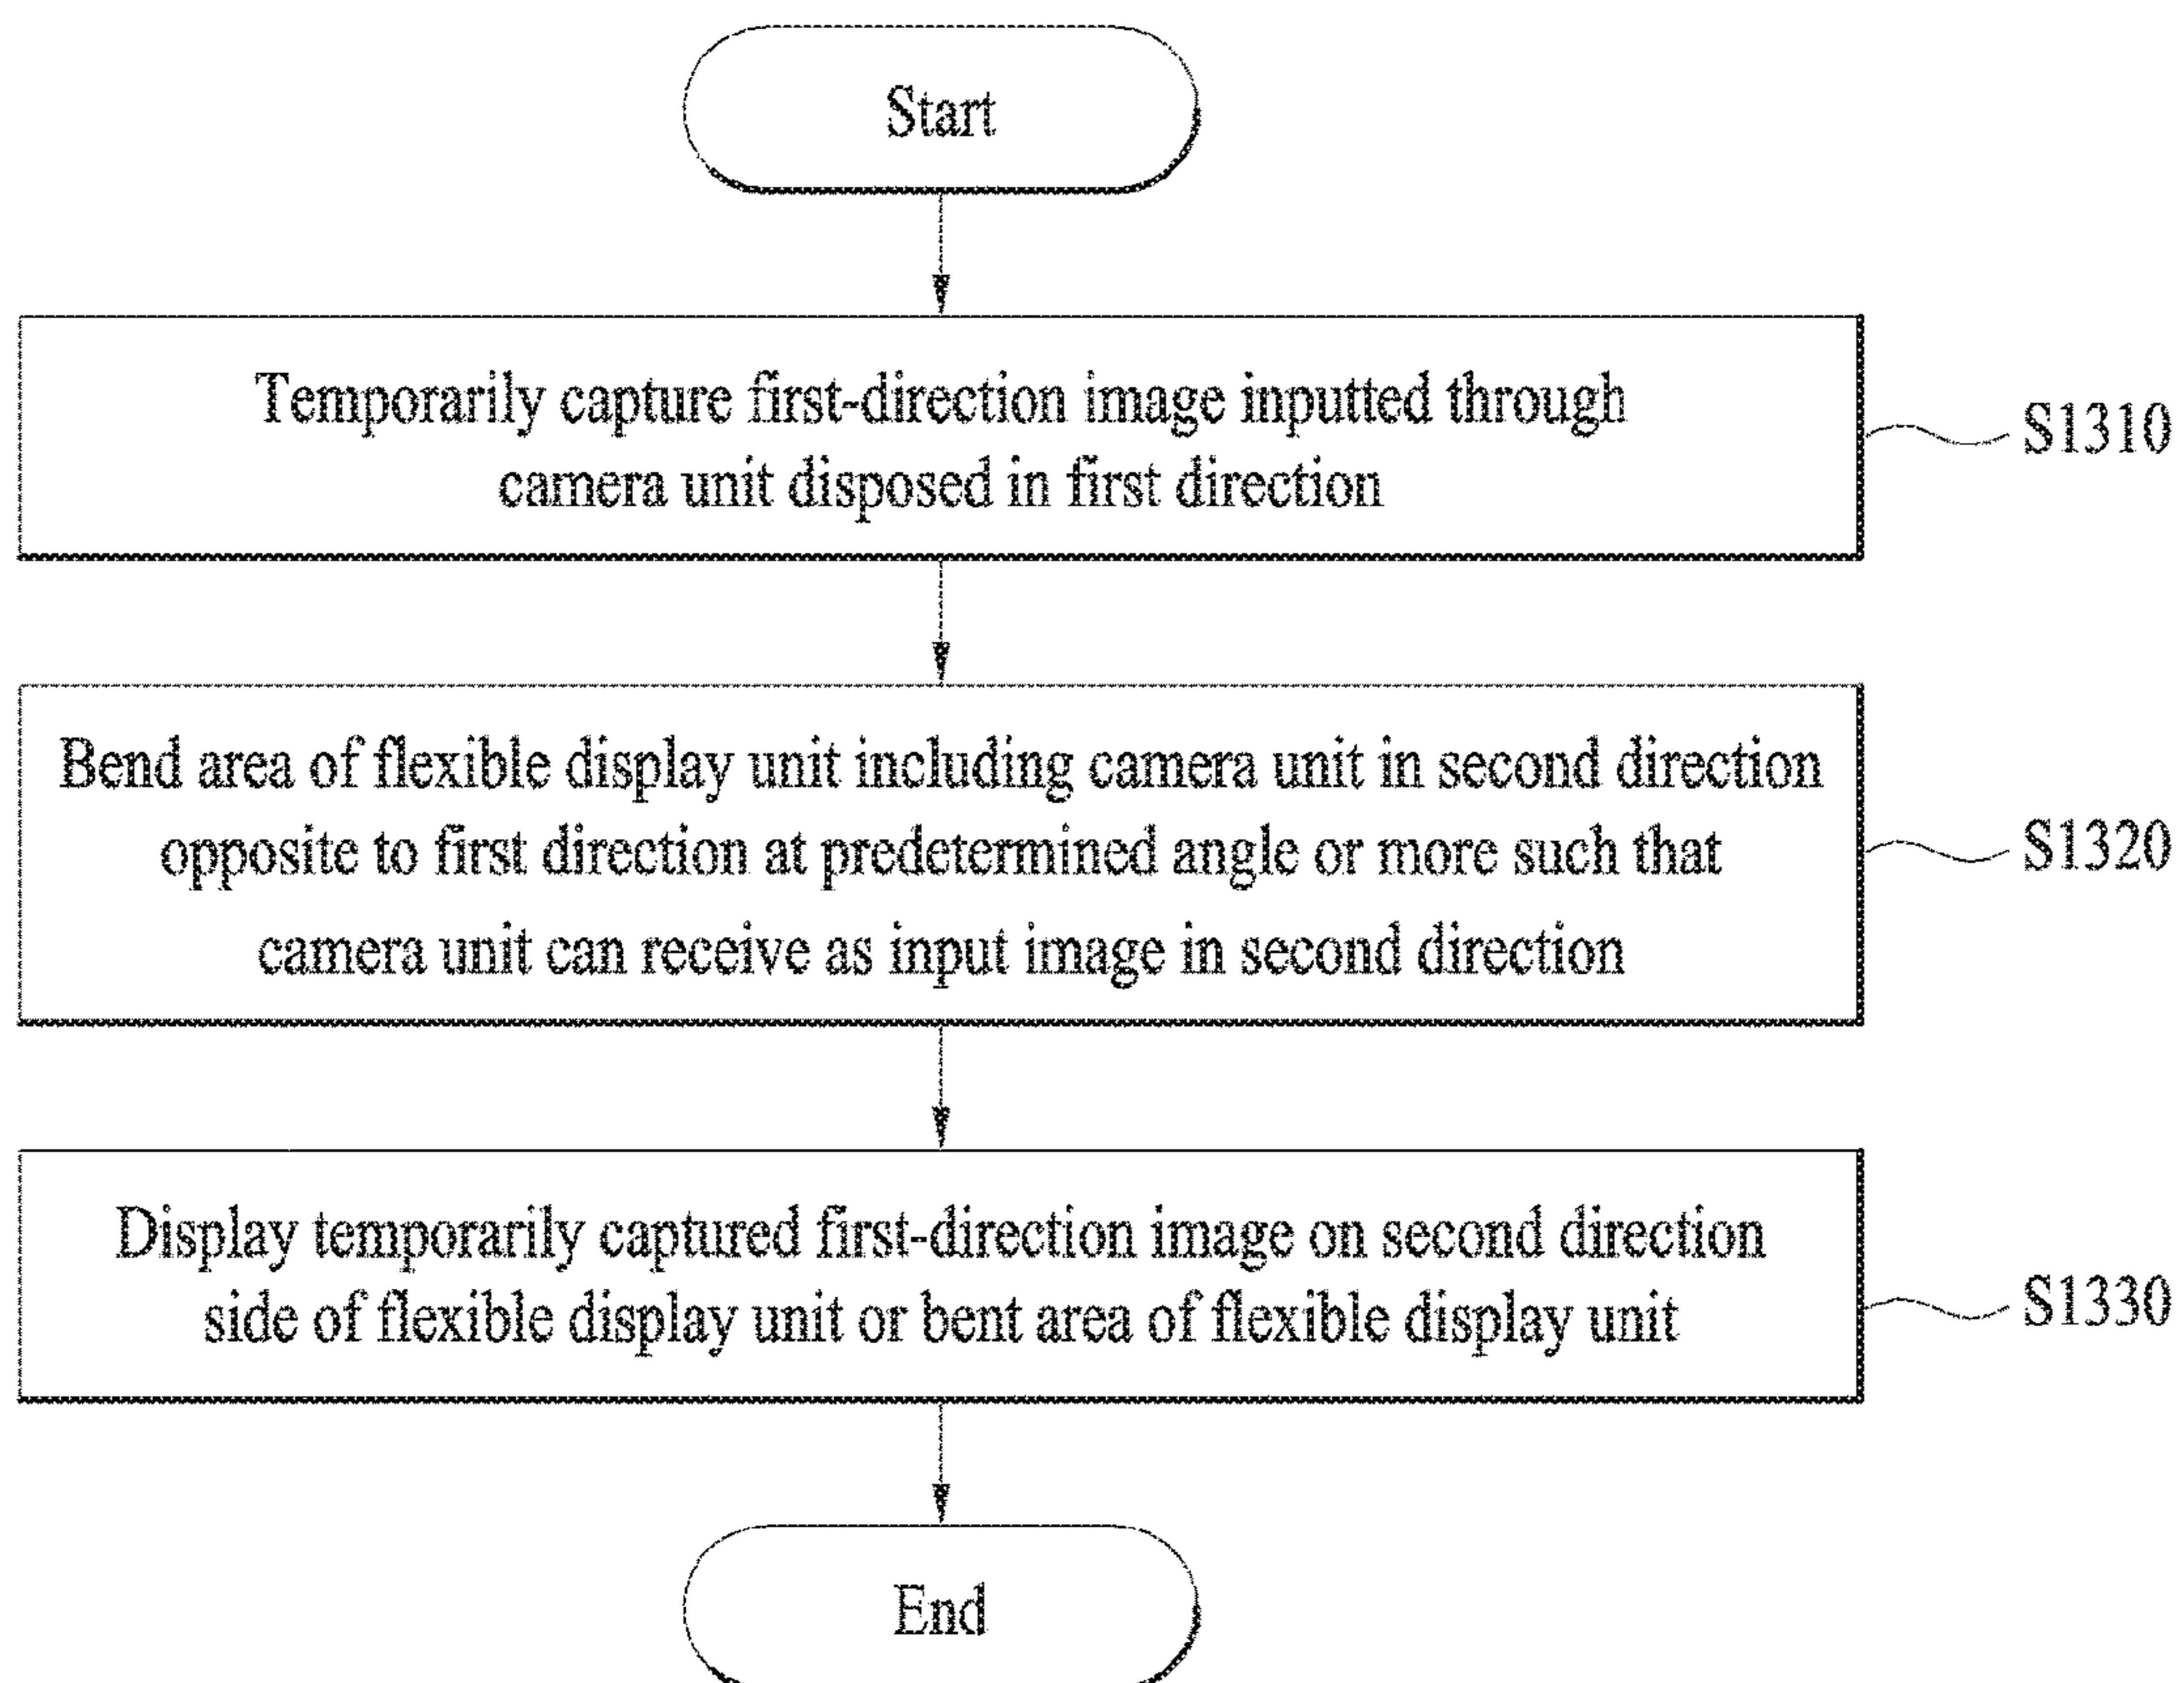 Start
Temporarily capture first-direction image inputted through
camera unit disposed in first direction
S1310
Bend area of flexible display unit including camera unit in second direction
opposite to first direction at predetermined angle or more such that
camera unit can receive as input image in second direction
S1320
Display temporarily captured first-direction image on second direction
side of flexible display unit or bent area of flexible display unit
S1330
End